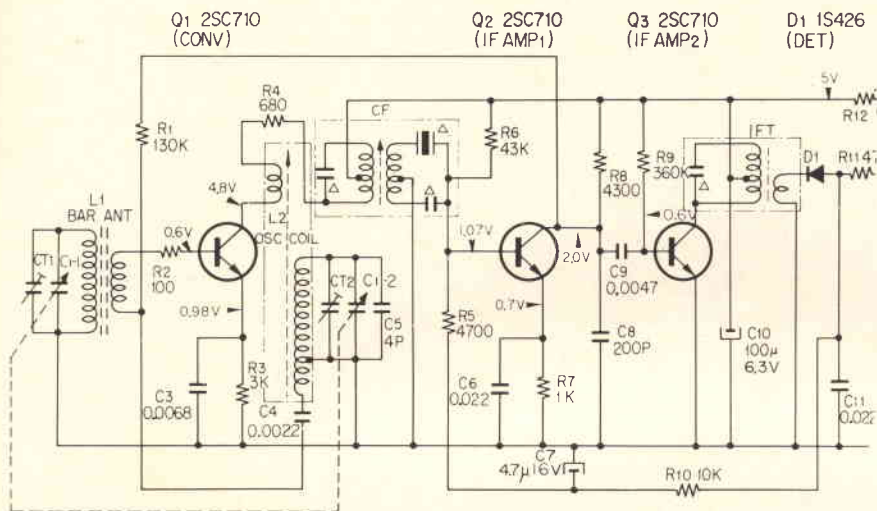 Q1 2SC710
(CONV)
Q2 2SC710
(IF AMP1)
Q3 2SC710
(IF AMP2)
D1 1S426
(DET)
R4
680
CF
5V
R12
R1
130K
R6
43K
R8
4300
R9
360K
IFT
D1
R11 47
4,8V
L1
BAR ANT
0.6V
L2
OSC COIL
1,07V
2,0V
0.6V
CT1
C1-1
R2
100
0,98V
CT2
C1-2
C5
4P
R5
4700
0.7V
C9
0.0047
C8
200P
C10
100μ
6,3V
C3
0.0068
R3
3K
C4
0.0022
C6
0.022
R7
1K
C11
0.022
C7
4.7μ16V
R10 10K